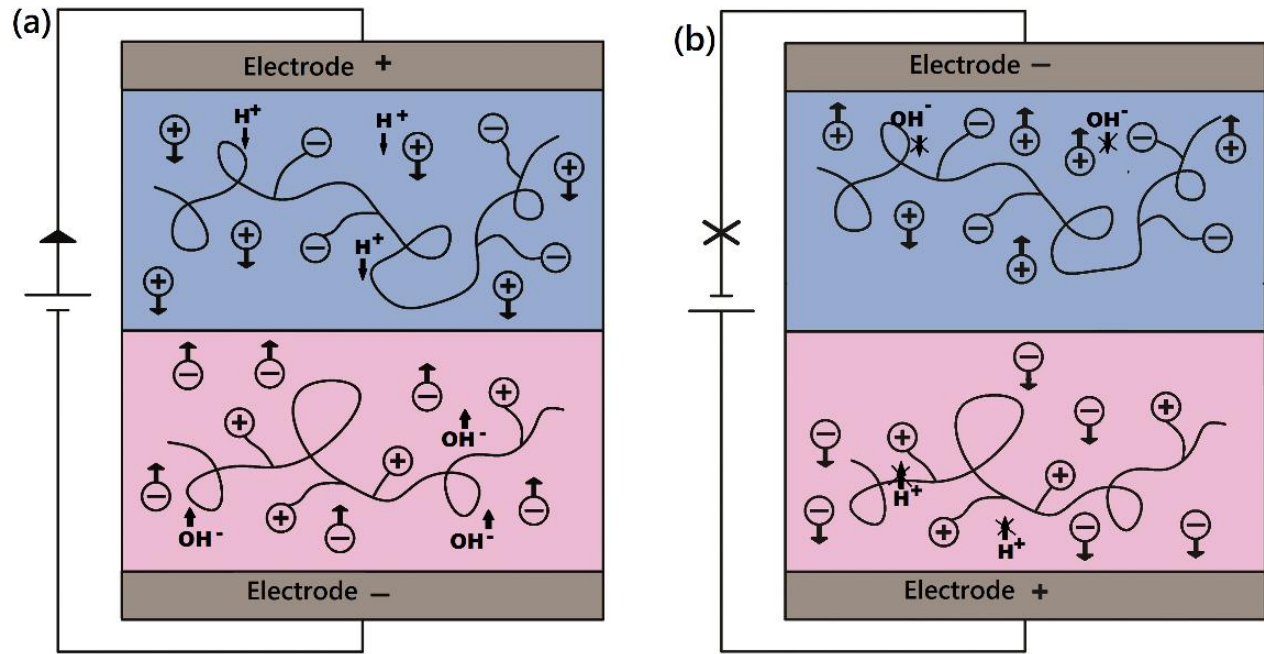 (a)
Electrode +
H+
H+
H+
OH-
OH-
OH-
Electrode –
(b)
Electrode –
OH-
OH-
H+
H+
Electrode +